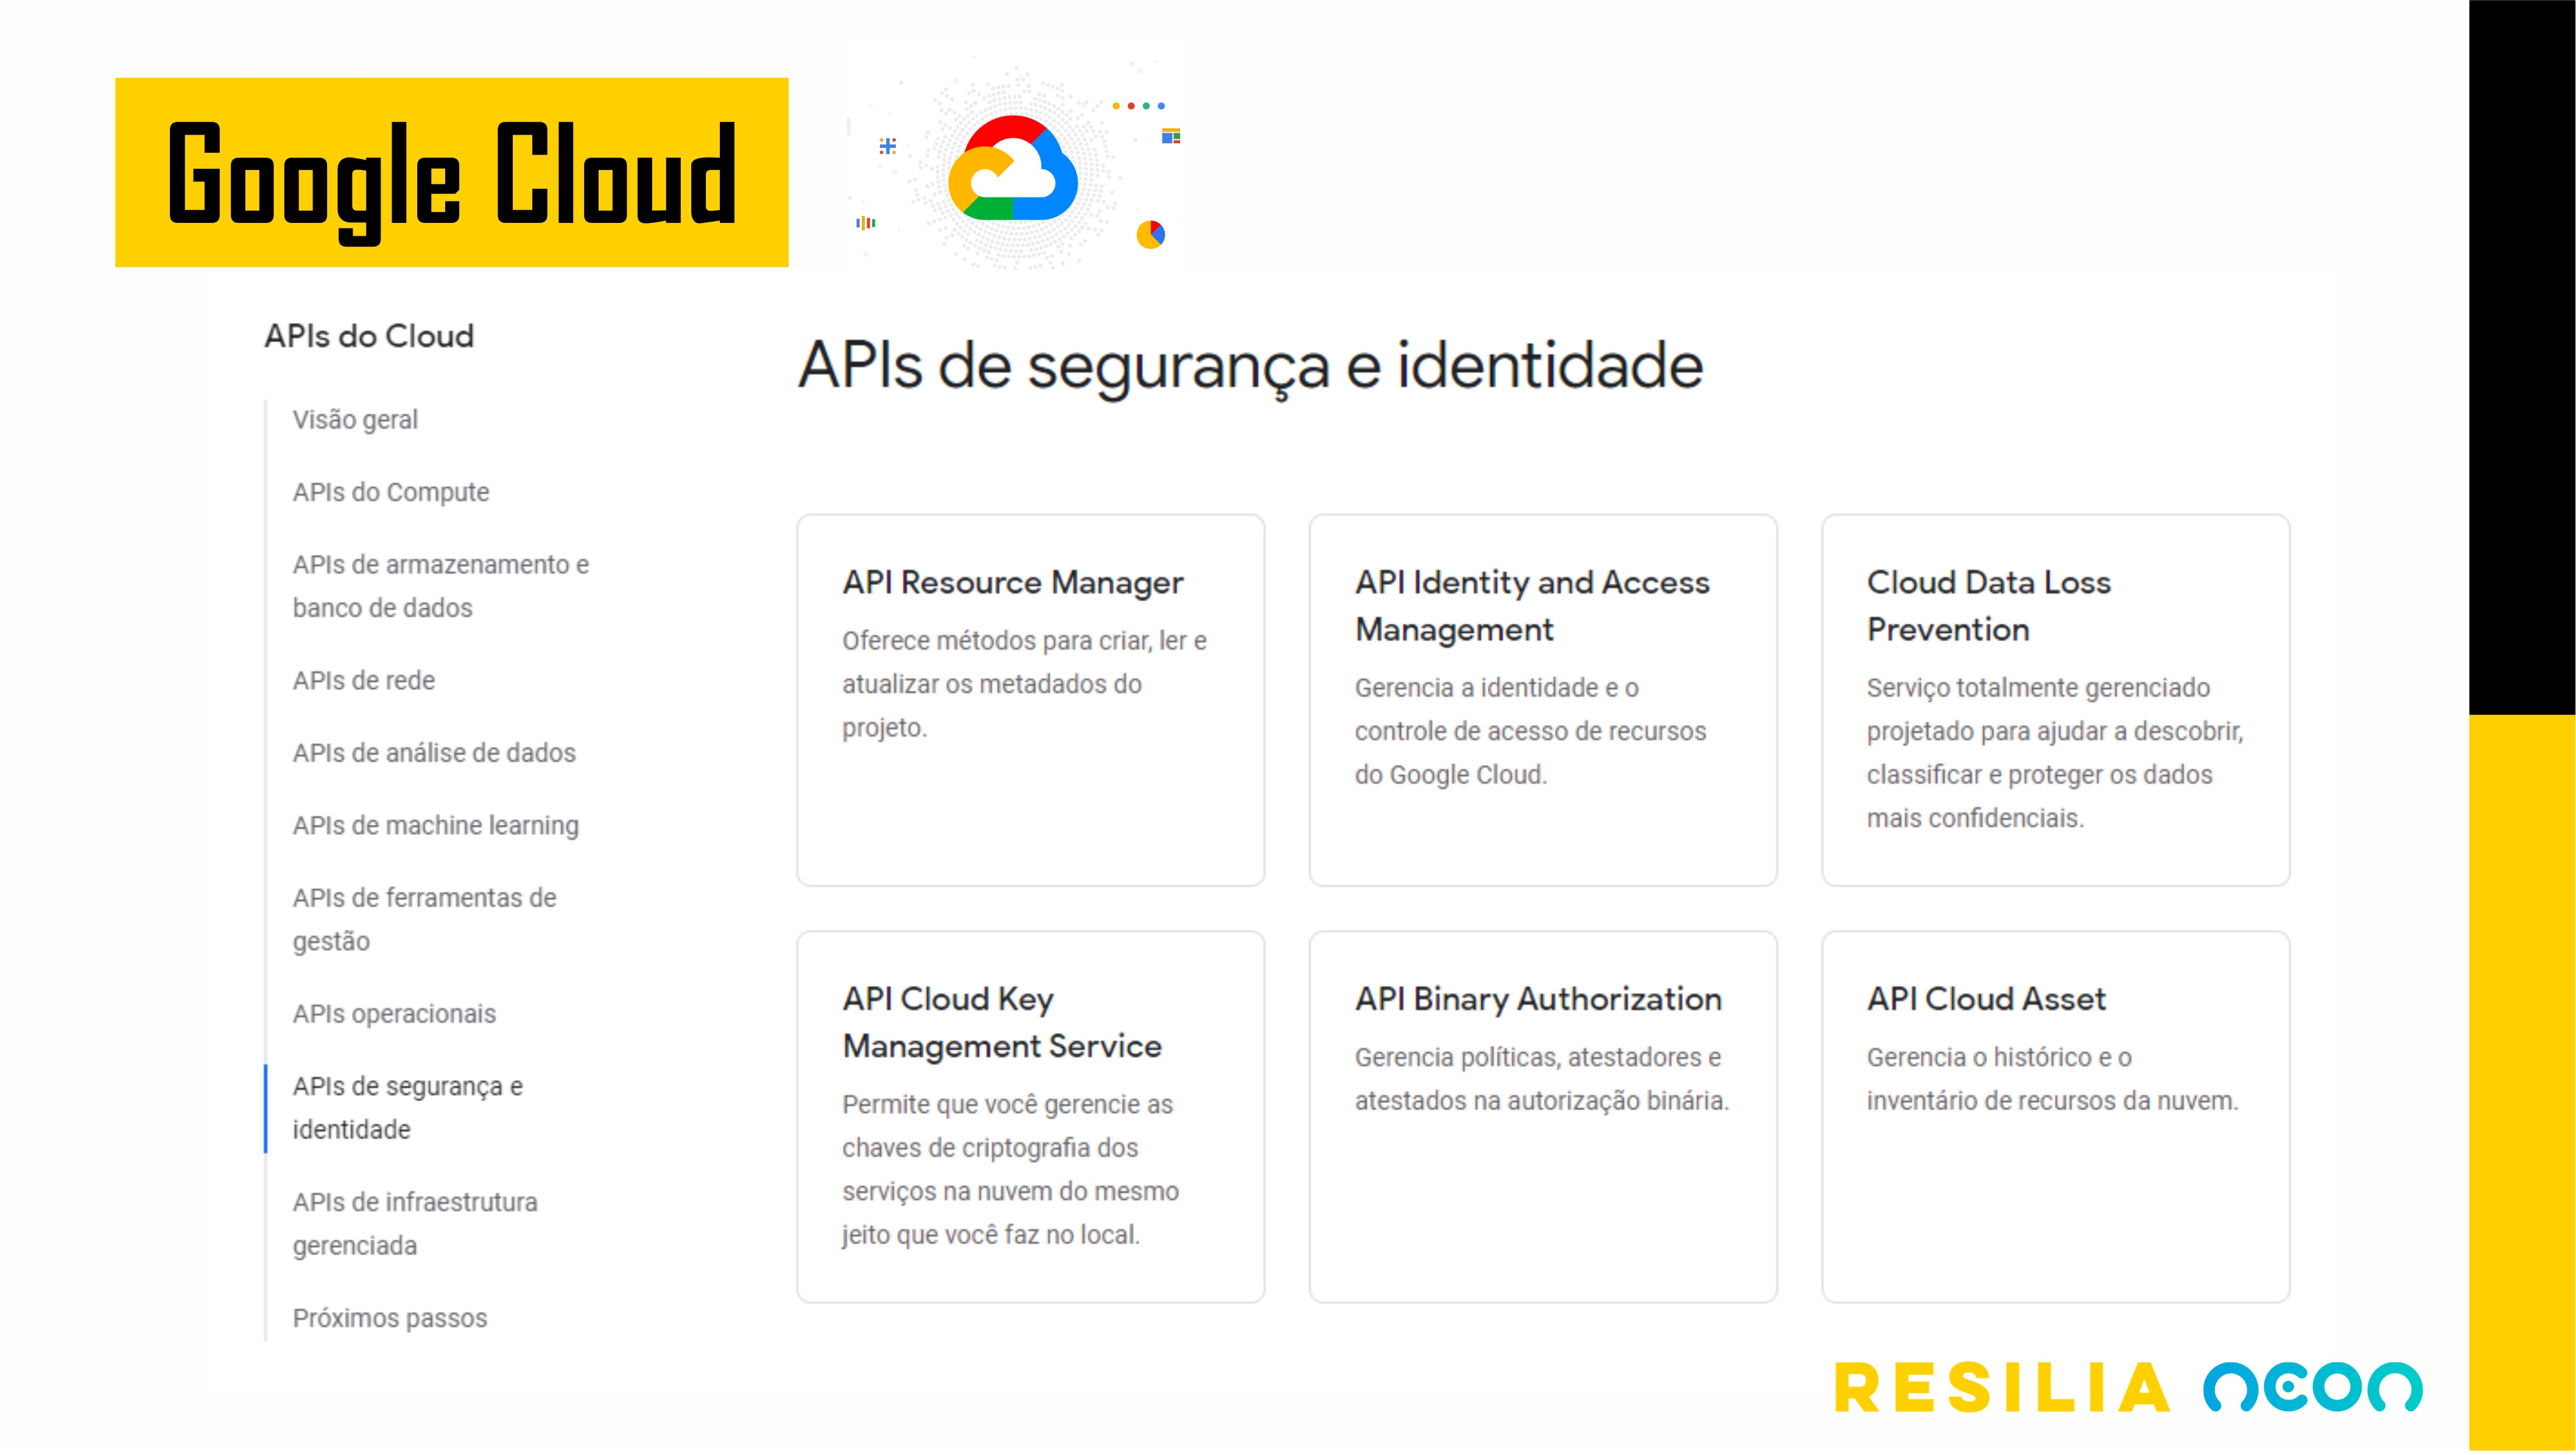 Google Cloud
APIs do Cloud
Visão geral
APIs do Compute
APIs de armazenamento e
banco de dados
APIs de rede
APIs de análise de dados
APIs de machine learning
APIs de ferramentas de
gestão
APIs operacionais
APIs de segurança e
identidade
APIs de infraestrutura
gerenciada
Próximos passos
APIs de segurança e identidade
API Resource Manager
Oferece métodos para criar, ler e
atualizar os metadados do
projeto.
API Identity and Access
Management
Gerencia a identidade e o
controle de acesso de recursos
do Google Cloud.
Cloud Data Loss
Prevention
Serviço totalmente gerenciado
projetado para ajudar a descobrir,
classificar e proteger os dados
mais confidenciais.
API Cloud Key
Management Service
Permite que você gerencie as
chaves de criptografia dos
serviços na nuvem do mesmo
jeito que você faz no local.
API Binary Authorization
Gerencia políticas, atestadores e
atestados na autorização binária.
API Cloud Asset
Gerencia o histórico e o
inventário de recursos da nuvem.
RESILIA neon